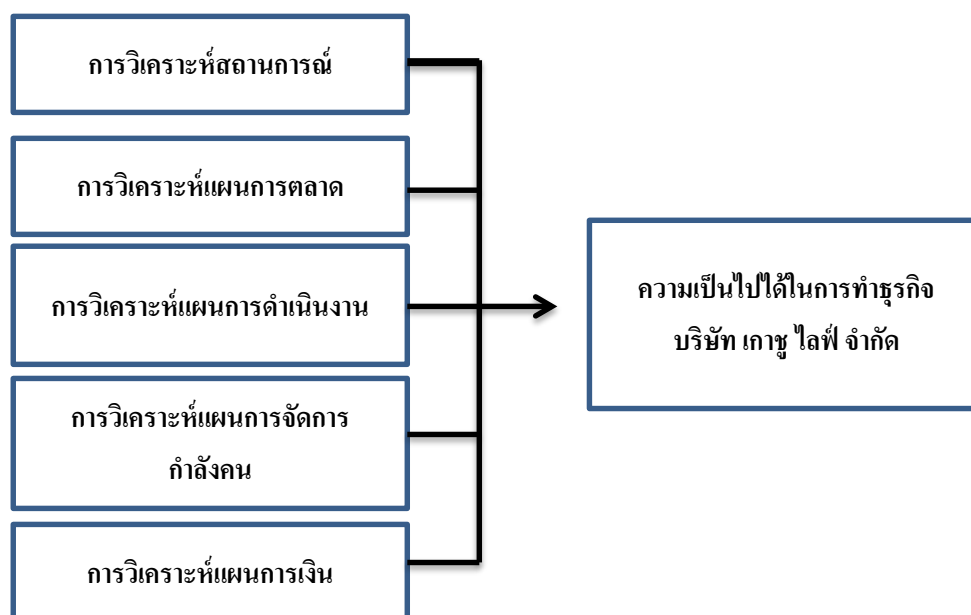 การวิเคราะห์สถานการณ์
การวิเคราะห์แผนการตลาด
การวิเคราะห์แผนการดำเนินงาน
การวิเคราะห์แผนการจัดการ
กำลังคน
การวิเคราะห์แผนการเงิน
ความเป็นไปได้ในการทำธุรกิจ
บริษัท เกาชู ไลฟ์ จำกัด